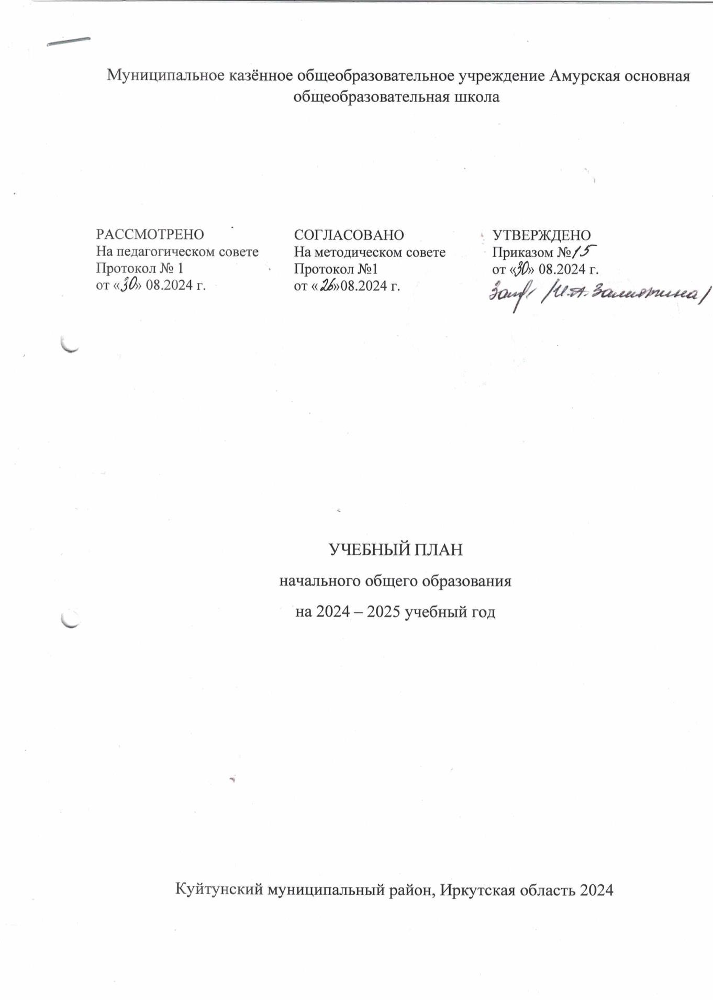 Муниципальное казённое общеобразовательное учреждение Амурская основная
общеобразовательная школа
РАССМОТРЕНО
На педагогическом совете
Протокол № 1
от «30» 08.2024 г.
СОГЛАСОВАНО
На методическом совете
Протокол №1
от «26»08.2024 г.
УТВЕРЖДЕНО
Приказом №15
от «30» 08.2024 г.
/И.А. Замятина/
УЧЕБНЫЙ ПЛАН
начального общего образования
на 2024 – 2025 учебный год
Куйтунский муниципальный район, Иркутская область 2024